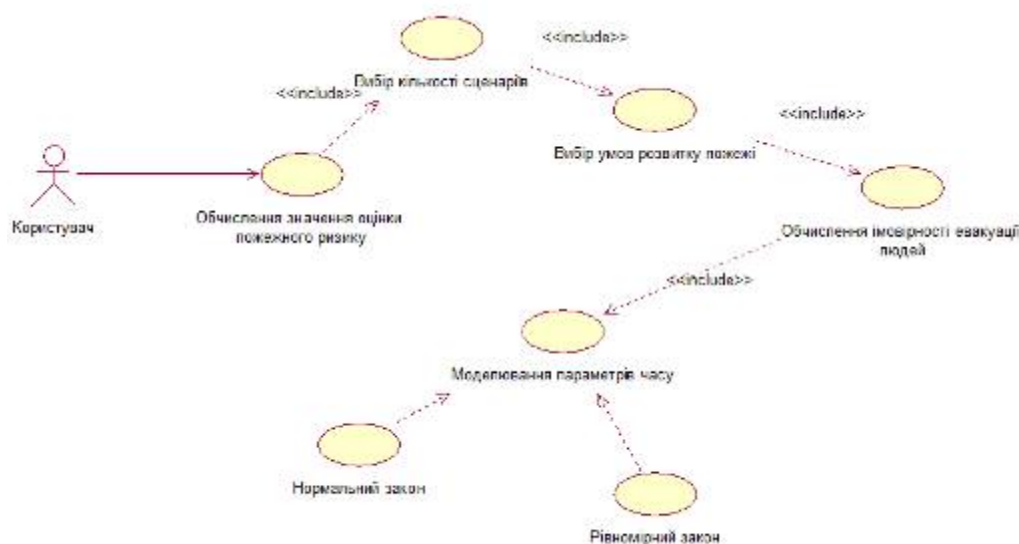 <<include>>
Вибір кількості сценаріїв
<<include>>
<<include>>
Вибір умов розвитку пожежі
Користувач
Обчислення значення оцінки
пожежного ризику
Обчислення імовірності евакуації
людей
<<include>>
Моделювання параметрів часу
Нормальний закон
Рівномірний закон